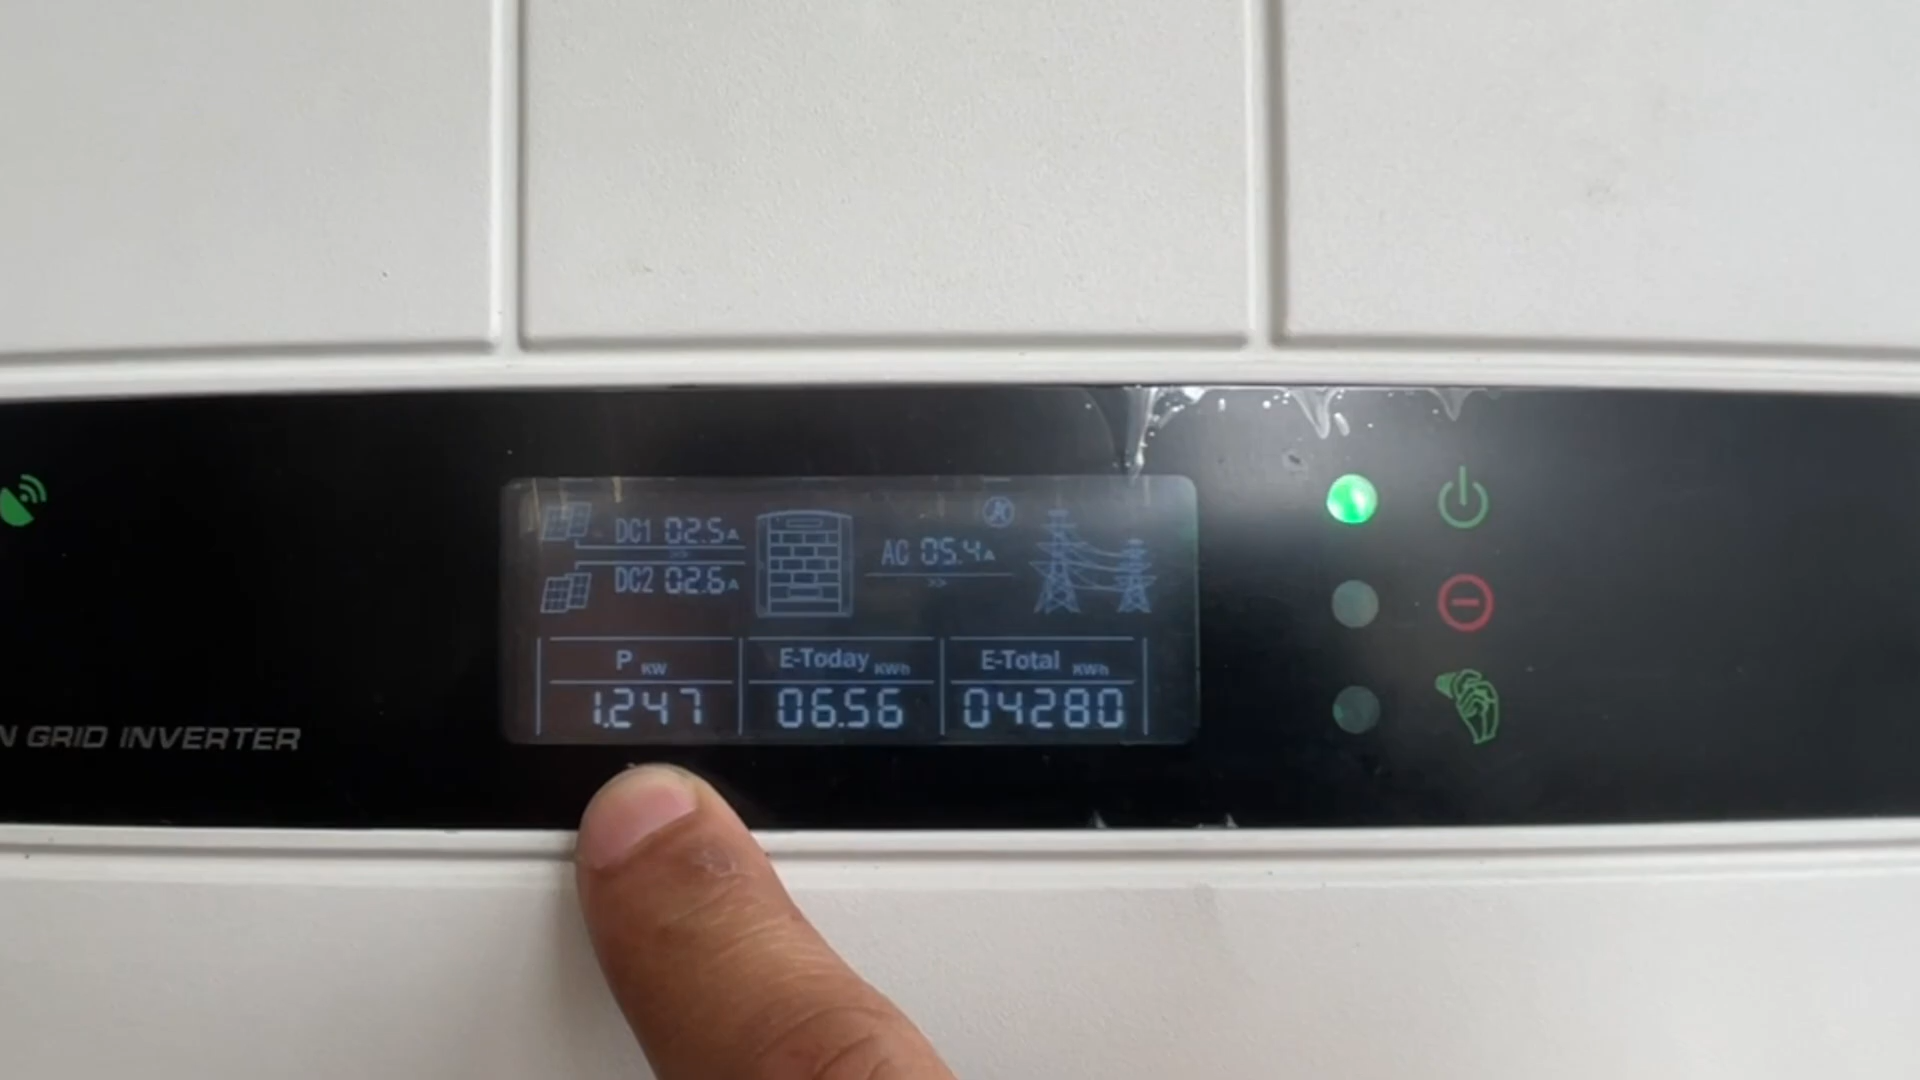 DC1 02.5A
DC2 02.6A
AC 05.4A
P KW
1.247
E-Today KWh
06.56
E-Total KWh
04280
N GRID INVERTER